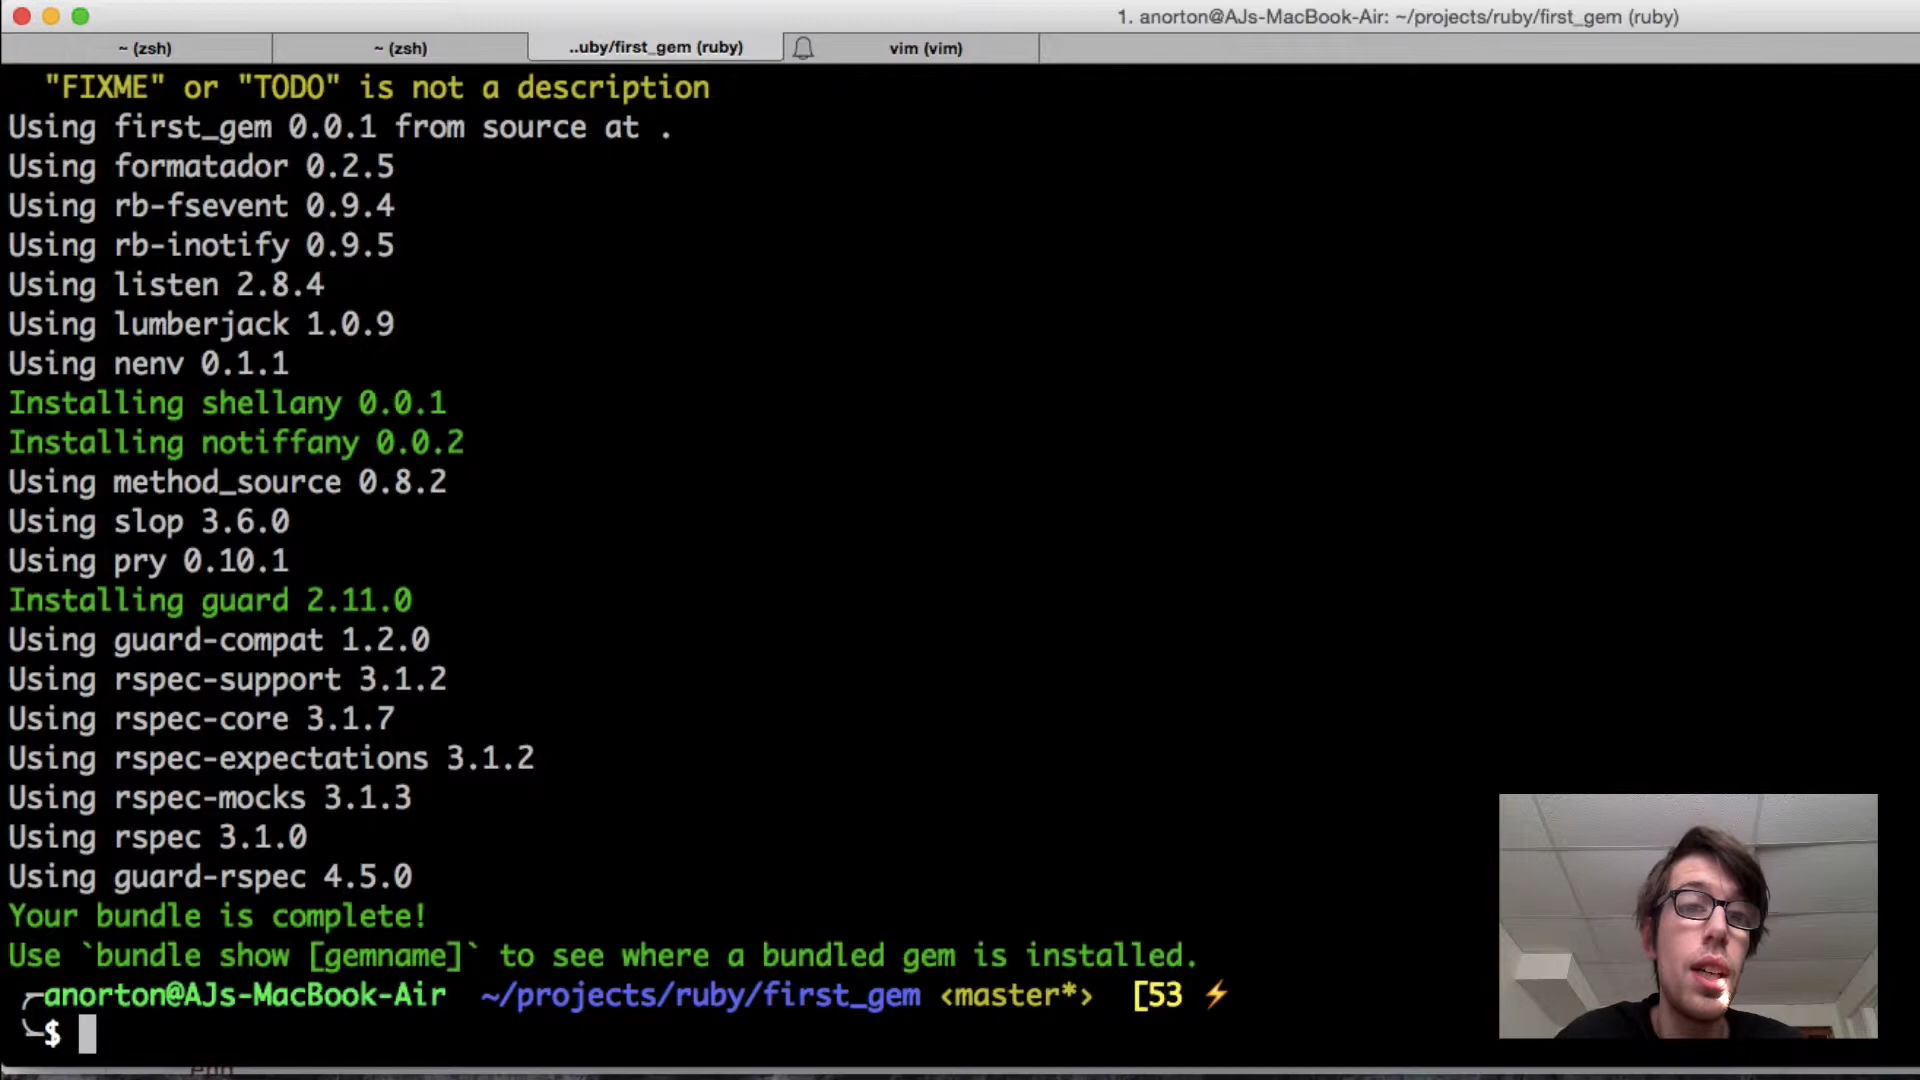 1. anorton@AJs-MacBook-Air: ~/projects/ruby/first_gem (ruby)
~ (zsh) ~ (zsh) ..uby/first_gem (ruby) vim (vim)
"FIXME" or "TODO" is not a description
Using first_gem 0.0.1 from source at .
Using formatador 0.2.5
Using rb-fsevent 0.9.4
Using rb-inotify 0.9.5
Using listen 2.8.4
Using lumberjack 1.0.9
Using nenv 0.1.1
Installing shellany 0.0.1
Installing notiffany 0.0.2
Using method_source 0.8.2
Using slop 3.6.0
Using pry 0.10.1
Installing guard 2.11.0
Using guard-compat 1.2.0
Using rspec-support 3.1.2
Using rspec-core 3.1.7
Using rspec-expectations 3.1.2
Using rspec-mocks 3.1.3
Using rspec 3.1.0
Using guard-rspec 4.5.0
Your bundle is complete!
Use `bundle show [gemname]` to see where a bundled gem is installed.
anorton@AJs-MacBook-Air ~/projects/ruby/first_gem <master*> [53 ⚡
$